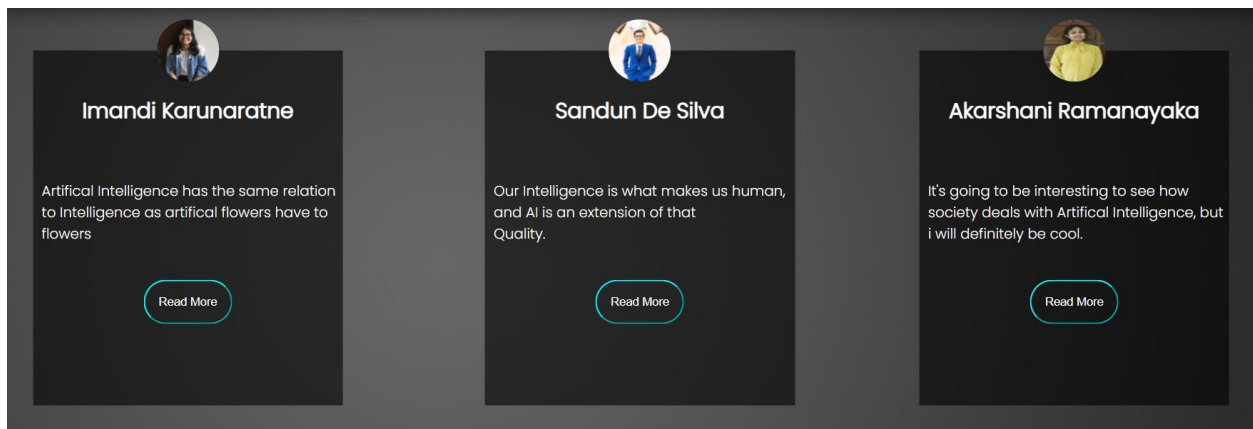 Imandi Karunaratne
Artifical Intelligence has the same relation
to Intelligence as artifical flowers have to
flowers
Read More
Sandun De Silva
Our Intelligence is what makes us human,
and AI is an extension of that
Quality.
Read More
Akarshani Ramanayaka
It's going to be interesting to see how
society deals with Artifical Intelligence, but
i will definitely be cool.
Read More